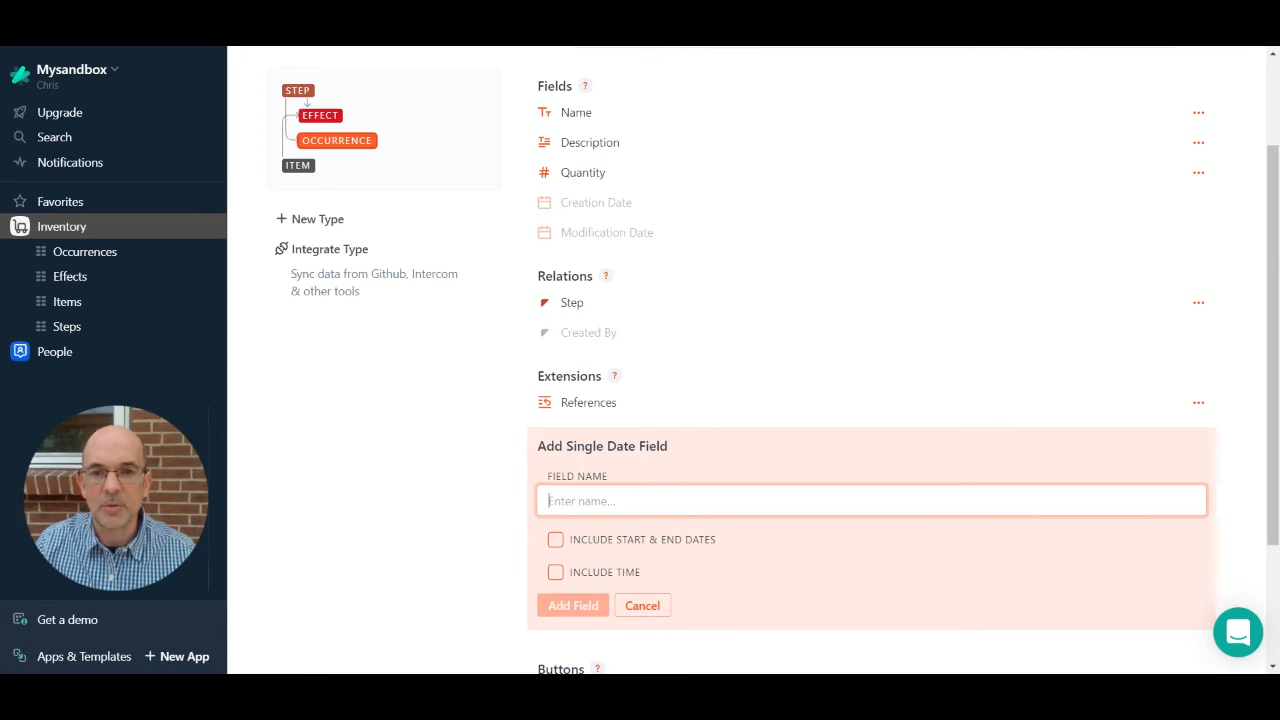 Mysandbox
Chris
Upgrade
Search
Notifications
Favorites
Inventory
Occurrences
Effects
Items
Steps
People
Get a demo
Apps & Templates
+ New App
STEP
EFFECT
OCCURRENCE
ITEM
+ New Type
Integrate Type
Sync data from Github, Intercom
& other tools
Fields ?
Name
Description
Quantity
Creation Date
Modification Date
Relations ?
Step
Created By
Extensions ?
References
Add Single Date Field
FIELD NAME
Enter name...
INCLUDE START & END DATES
INCLUDE TIME
Add Field Cancel
Buttons ?